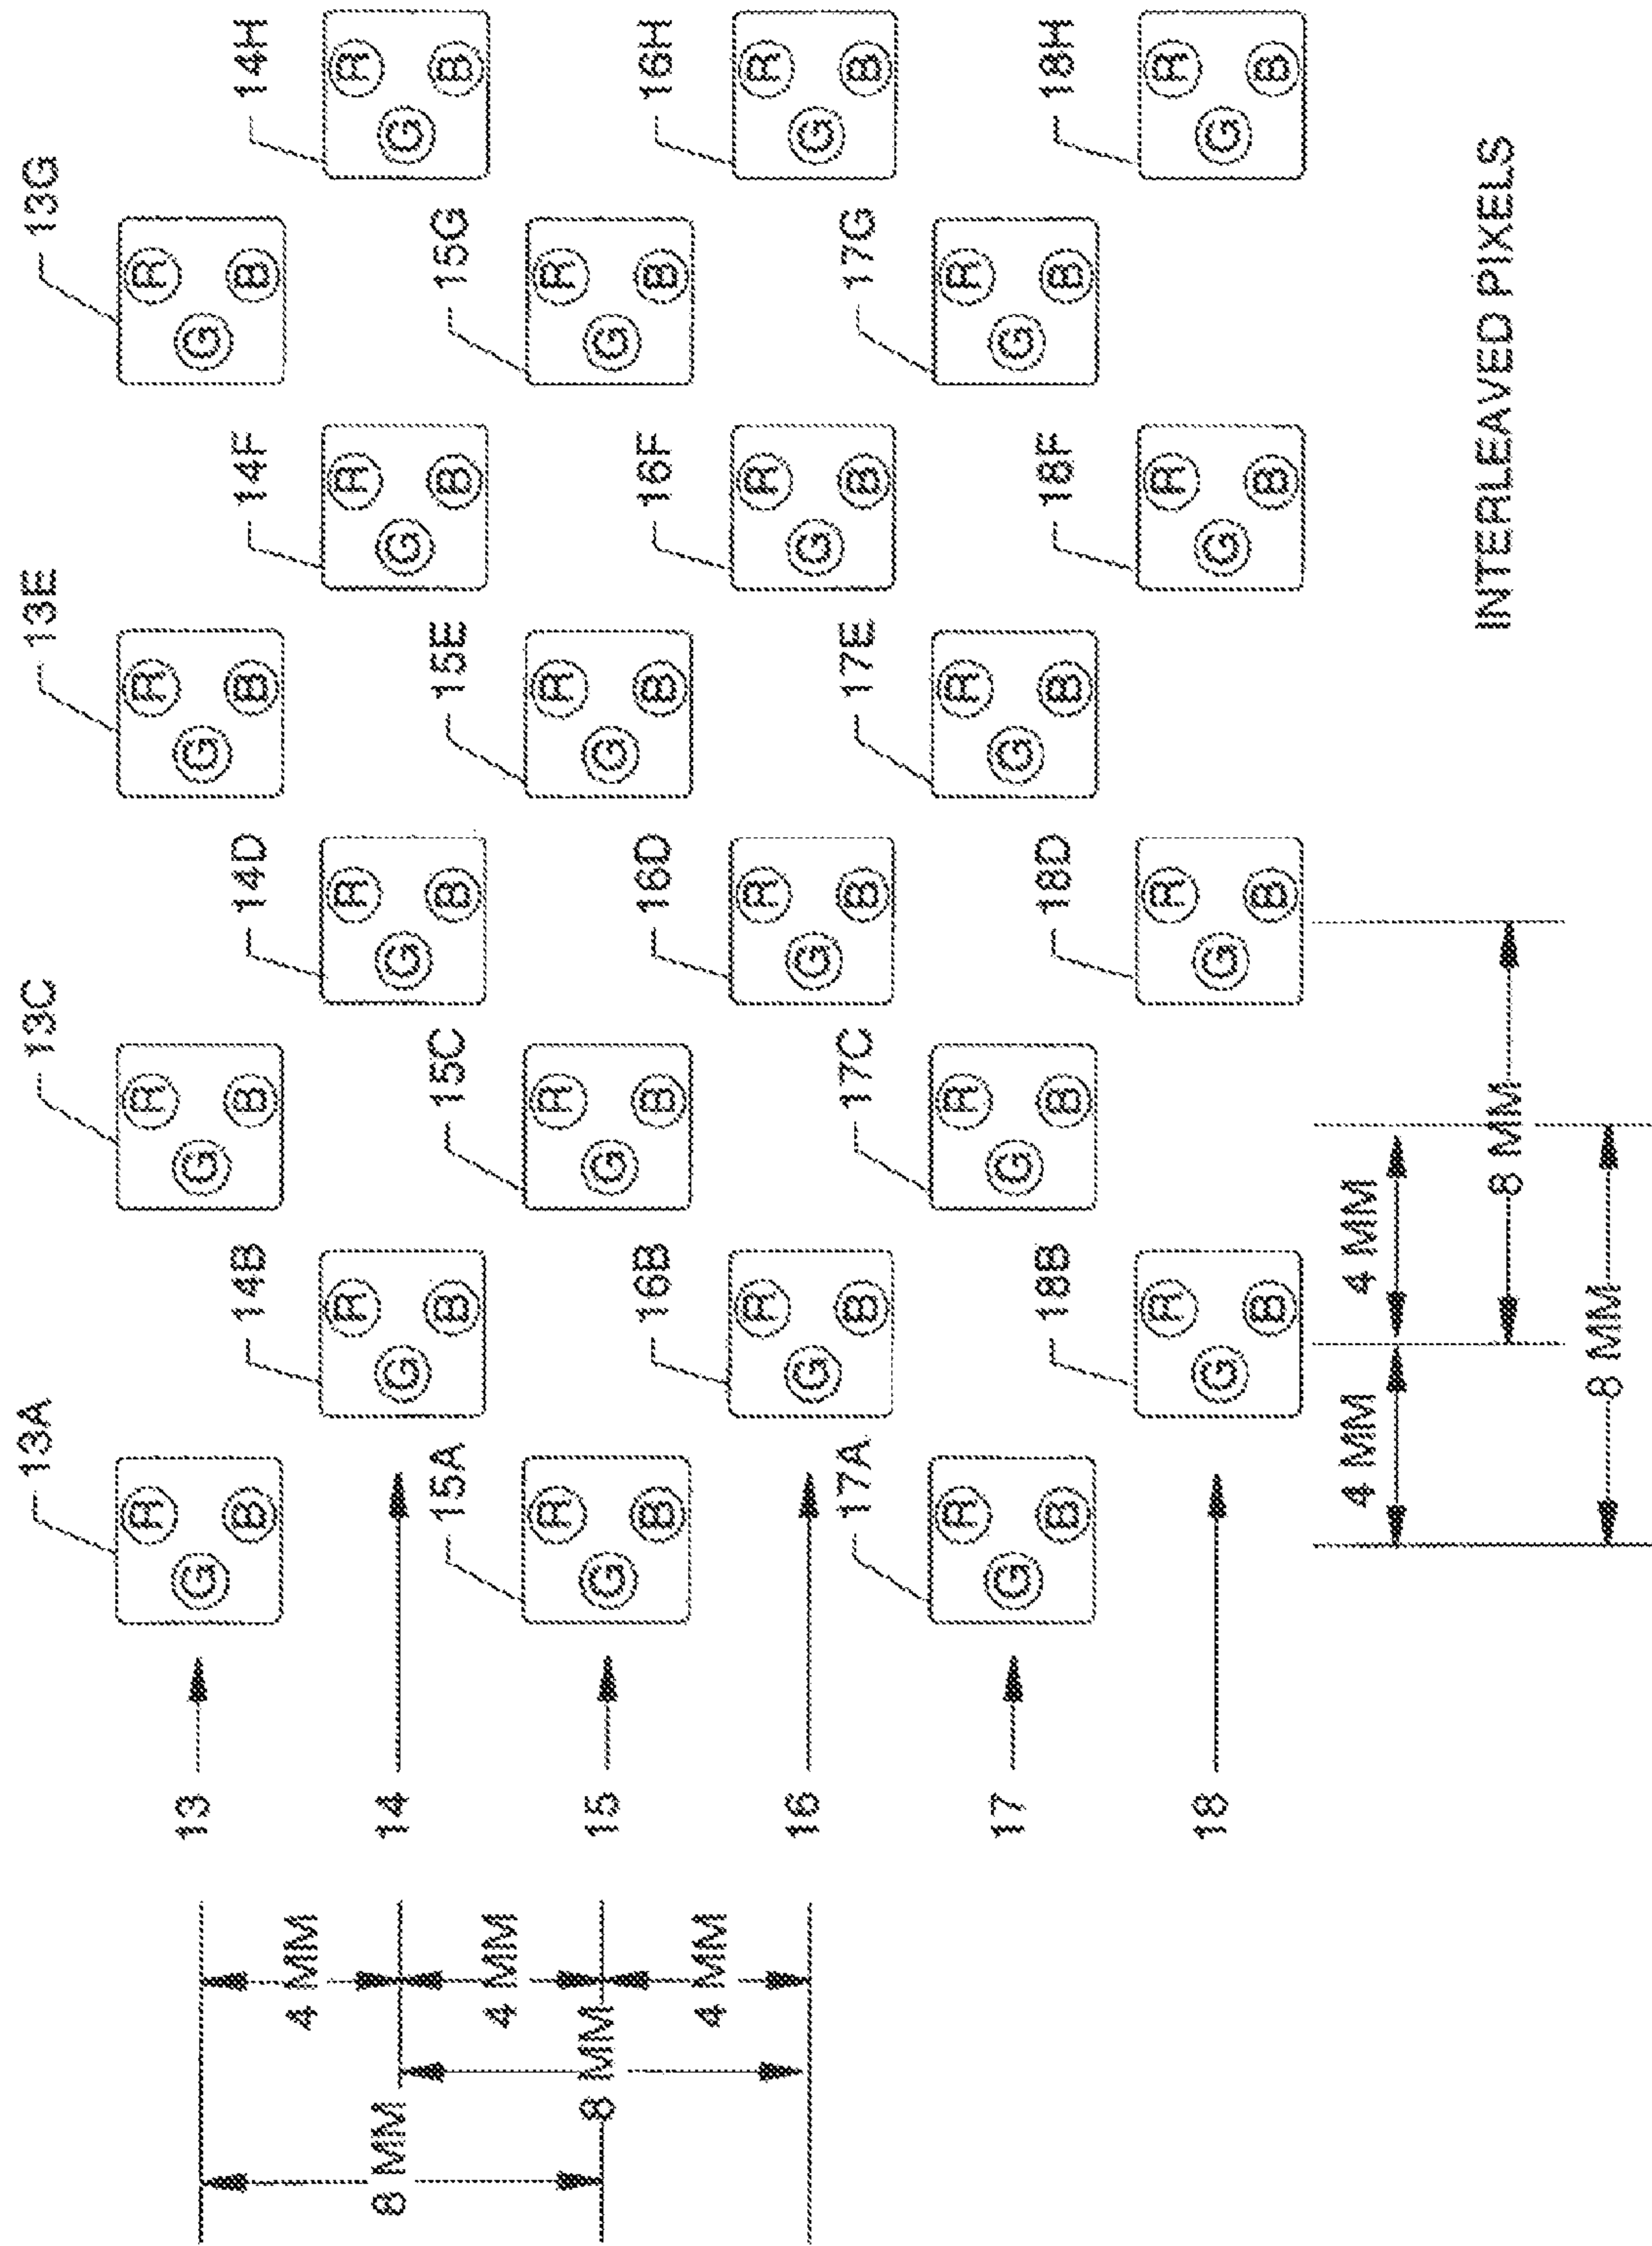 13A 13C 13E 13G
R R R R
13 G G G G
B B B B
14B 14D 14F 14H
4 MM
R R R R
8 MM 14 G G G G
B B B B
15A 15C 15E 15G
4 MM
R R R R
8 MM 15 G G G G
B B B B
16B 16D 16F 16H
4 MM
R R R R
16 G G G G
B B B B
17A 17C 17E 17G
R R R R
17 G G G G
B B B B
18B 18D 18F 18H
R R R R
18 G G G G
B B B B
4 MM 4 MM
8 MM
INTERLEAVED PIXELS
8 MM